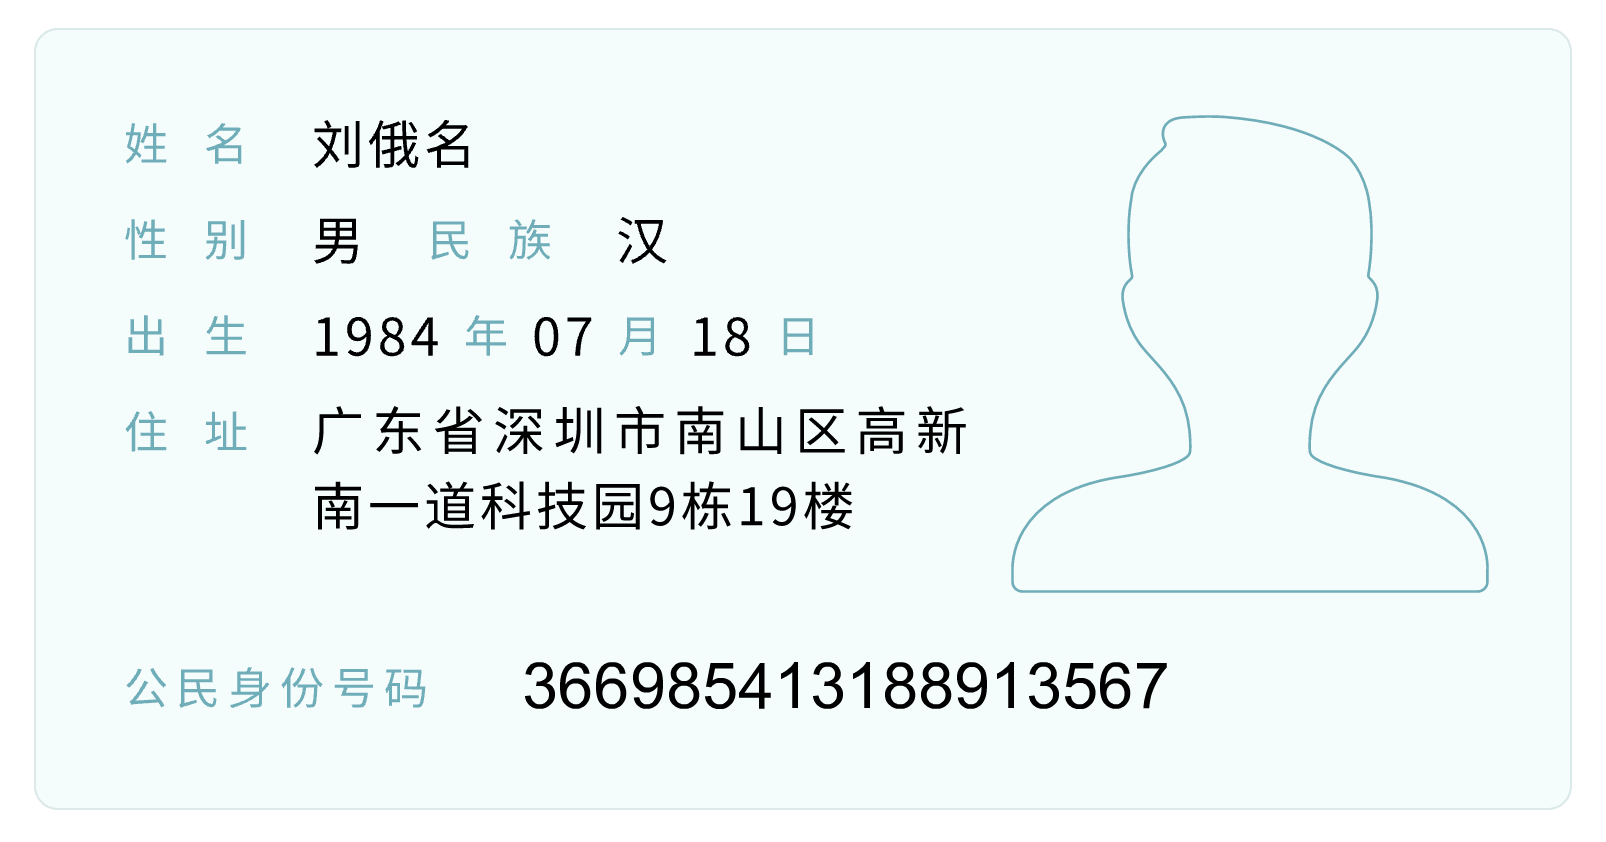 姓名 刘俄名
性别 男 民族 汉
出生 1984 年 07 月 18 日
住址 广东省深圳市南山区高新
南一道科技园9栋19楼
公民身份号码 366985413188913567